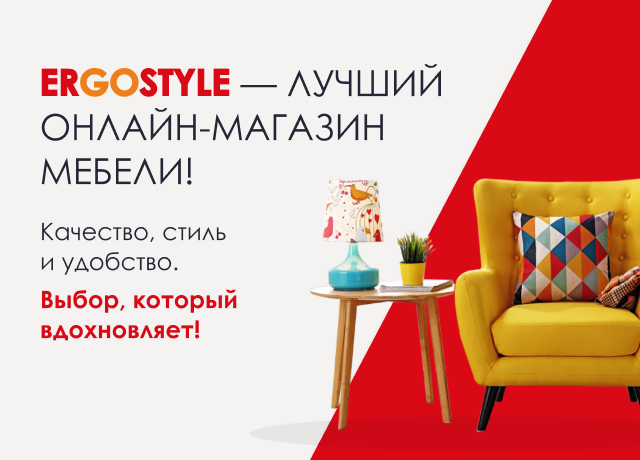 ERGOSTYLE — ЛУЧШИЙ
ОНЛАЙН-МАГАЗИН
МЕБЕЛИ!
Качество, стиль
и удобство.
Выбор, который
вдохновляет!